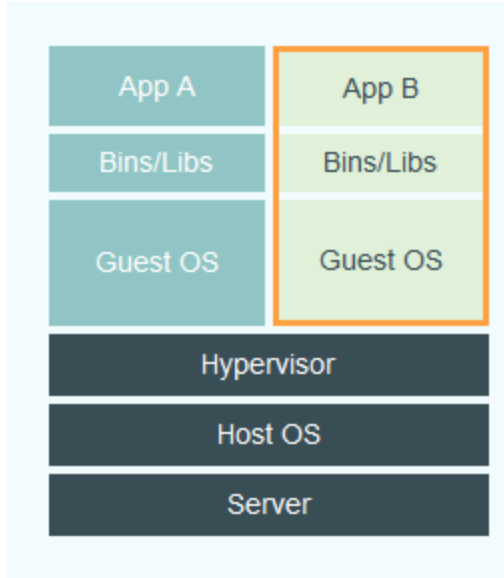 App A
App B
Bins/Libs
Bins/Libs
Guest OS
Guest OS
Hypervisor
Host OS
Server